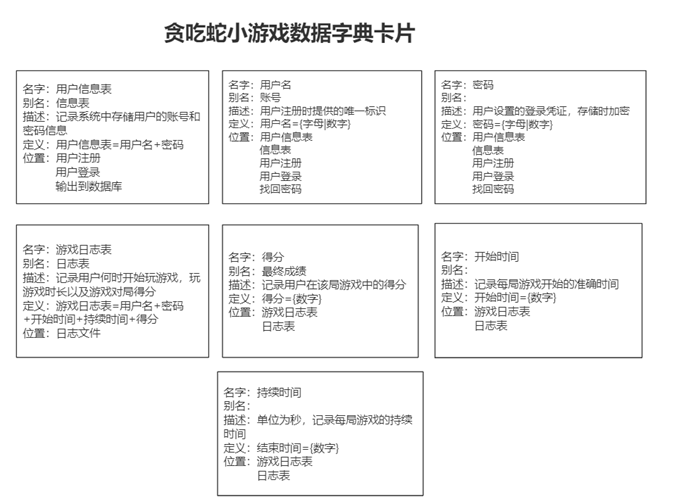 贪吃蛇小游戏数据字典卡片
名字：用户信息表
别名：信息表
描述：记录系统中存储用户的账号和
密码信息
定义：用户信息表=用户名+密码
位置：用户注册
用户登录
输出到数据库
名字：用户名
别名：账号
描述：用户注册时提供的唯一标识
定义：用户名={字母|数字}
位置：用户信息表
信息表
用户注册
用户登录
找回密码
名字：密码
别名：
描述：用户设置的登录凭证，存储时加密
定义：密码={字母|数字}
位置：用户信息表
信息表
用户注册
用户登录
找回密码
名字：游戏日志表
别名：日志表
描述：记录用户何时开始玩游戏，玩
游戏时长以及游戏对局得分
定义：游戏日志表=用户名+密码
+开始时间+持续时间+得分
位置：日志文件
名字：得分
别名：最终成绩
描述：记录用户在该局游戏中的得分
定义：得分={数字}
位置：游戏日志表
日志表
名字：开始时间
别名：
描述：记录每局游戏开始的准确时间
定义：开始时间={数字}
位置：游戏日志表
日志表
名字：持续时间
别名：
描述：单位为秒，记录每局游戏的持续
时间
定义：结束时间={数字}
位置：游戏日志表
日志表